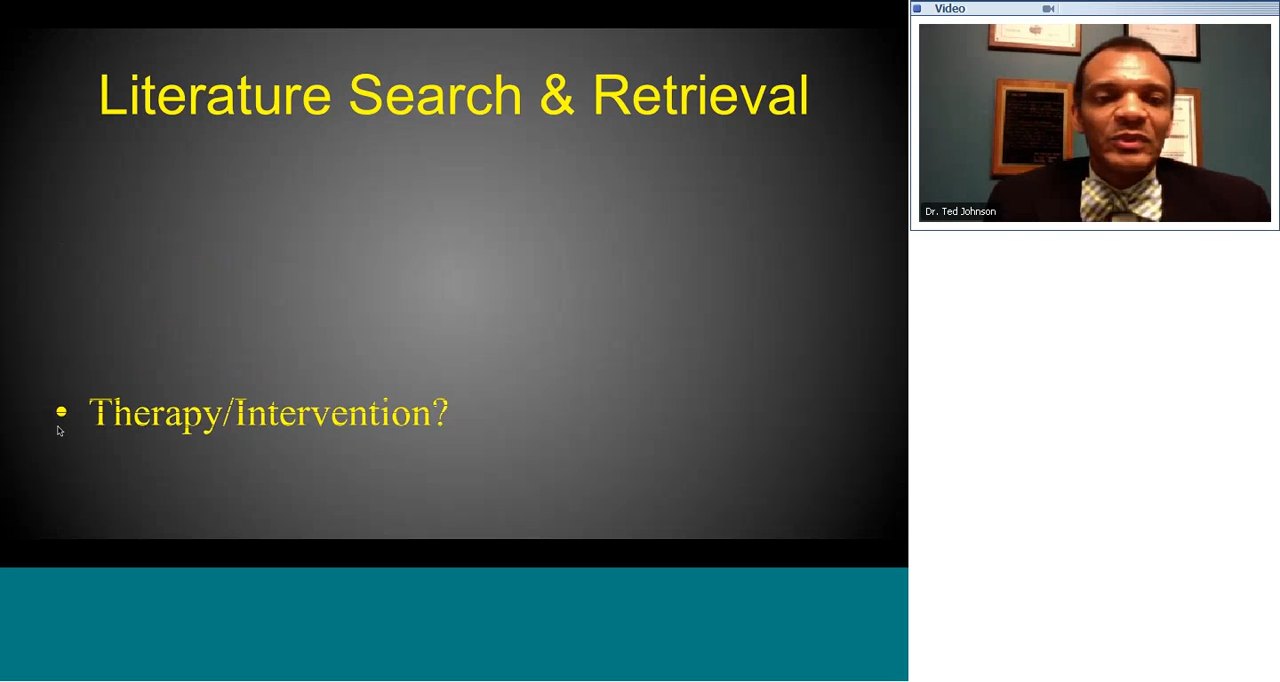 Literature Search & Retrieval
• Therapy/Intervention?
Video
Dr. Ted Johnson